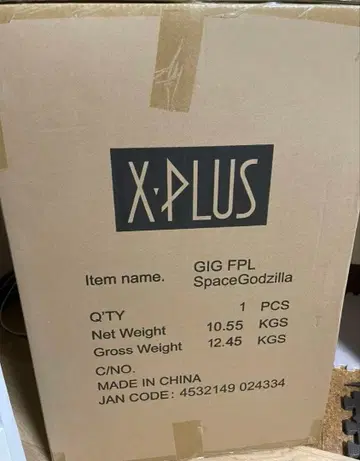 X·PLUS
Item name. GIG FPL
SpaceGodzilla
Q'TY 1 PCS
Net Weight 10.55 KGS
Gross Weight 12.45 KGS
C/NO.
MADE IN CHINA
JAN CODE: 4532149 024334